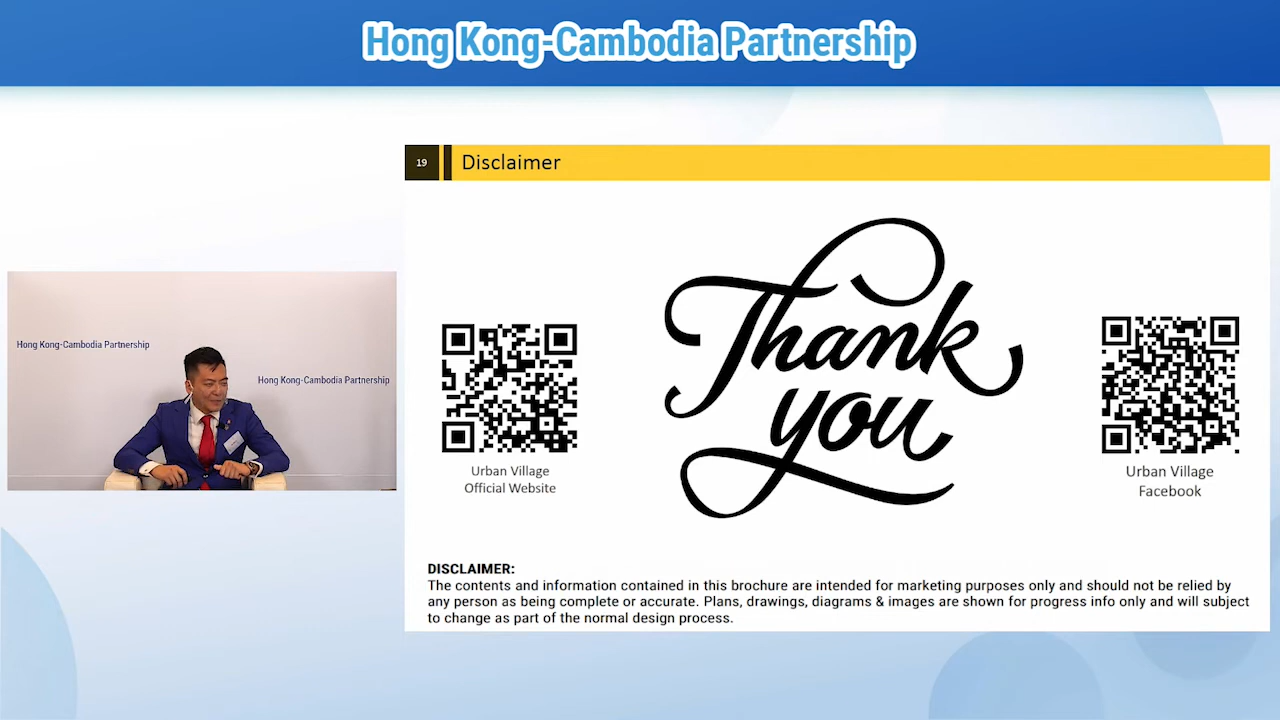 Hong Kong-Cambodia Partnership
Hong Kong-Cambodia Partnership
Hong Kong-Cambodia Partnership
19
Disclaimer
Thank
you
Urban Village
Official Website
Urban Village
Facebook
DISCLAIMER:
The contents and information contained in this brochure are intended for marketing purposes only and should not be relied by
any person as being complete or accurate. Plans, drawings, diagrams & images are shown for progress info only and will subject
to change as part of the normal design process.